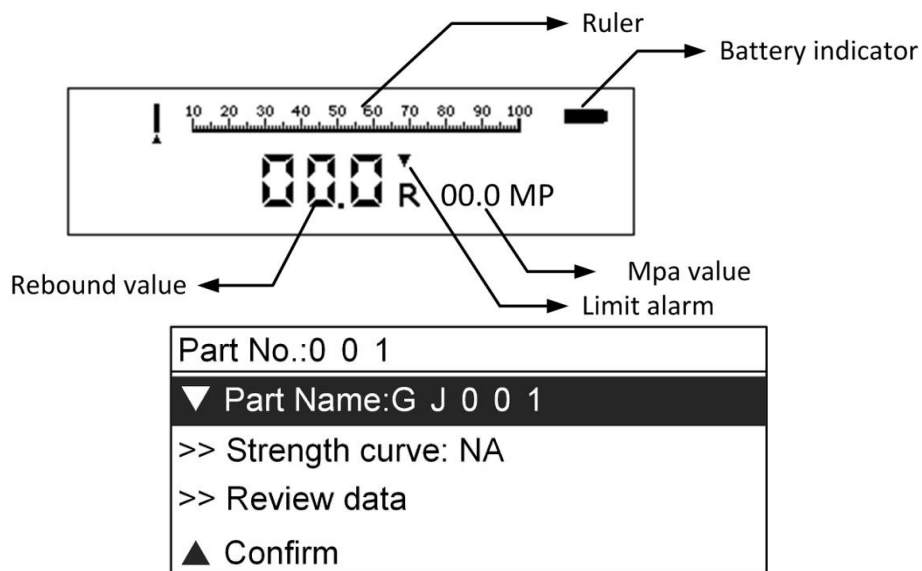 Ruler
Battery indicator
10 20 30 40 50 60 70 80 90 100
00.0 R 00.0 MP
Rebound value
Mpa value
Limit alarm
Part No.:0 0 1
▼ Part Name:G J 0 0 1
>> Strength curve: NA
>> Review data
▲ Confirm